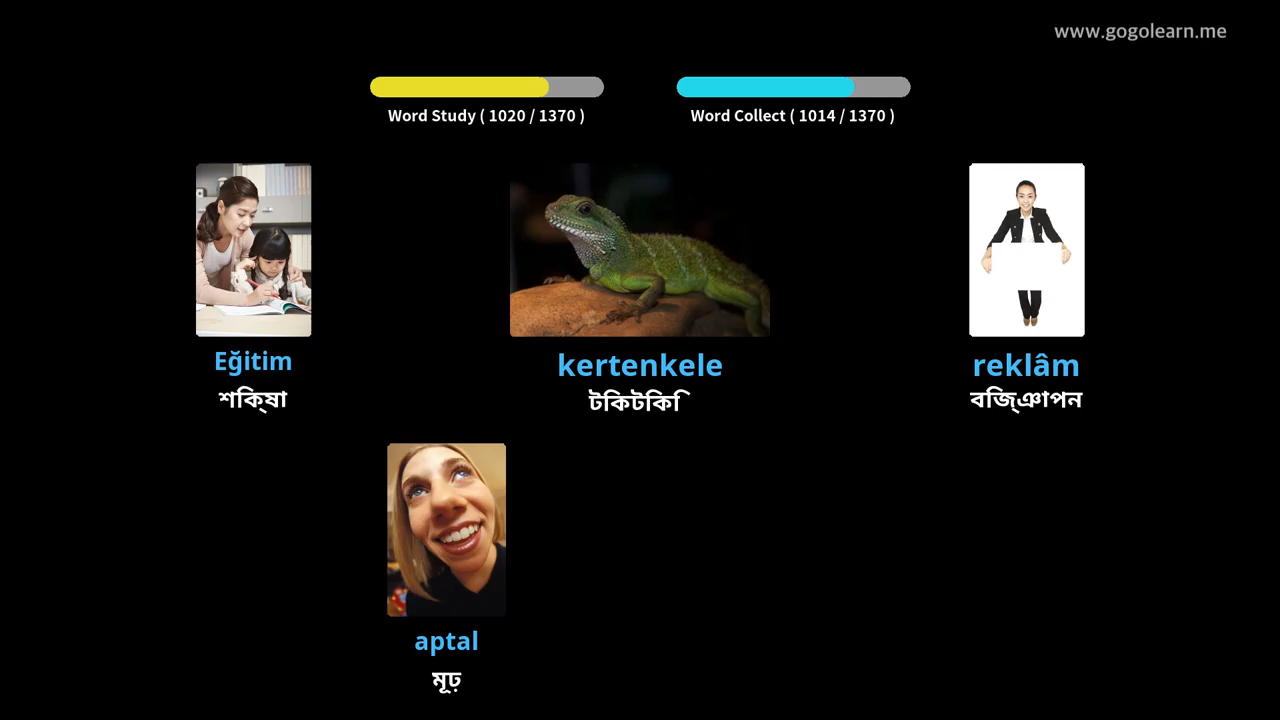 www.gogolearn.me
Word Study ( 1020 / 1370 )
Word Collect ( 1014 / 1370 )
Eğitim
শিক্ষা
kertenkele
টিকটিকি
reklâm
বিজ্ঞাপন
aptal
মূঢ়